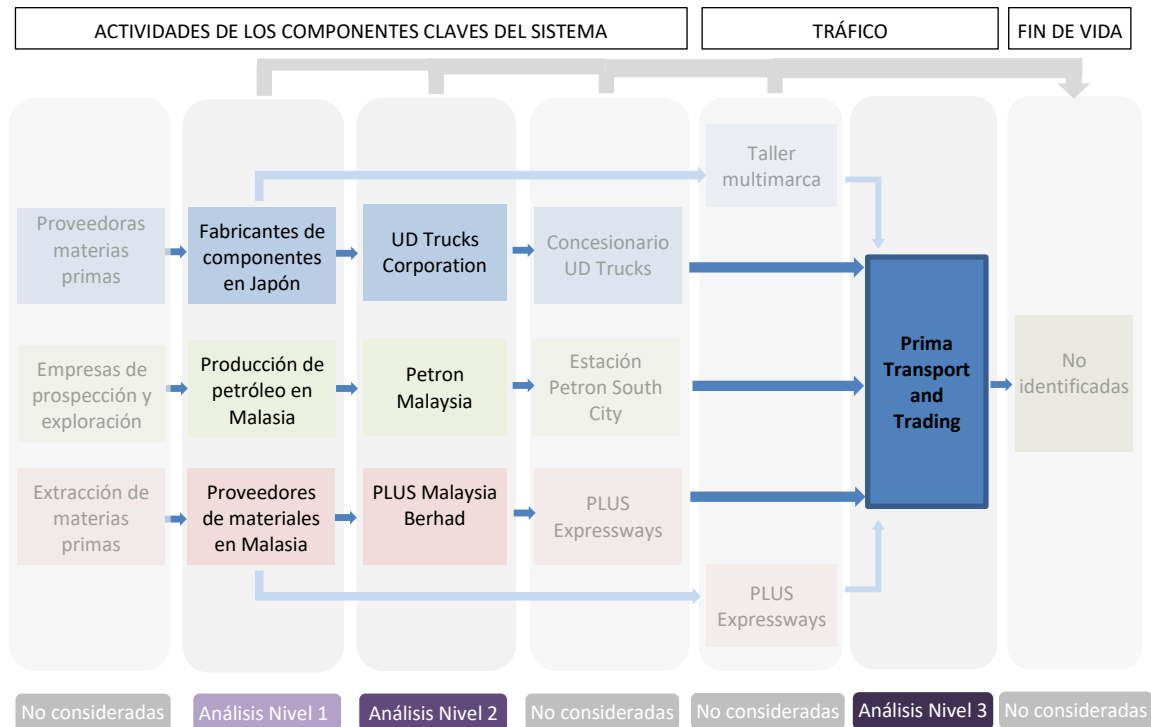 ACTIVIDADES DE LOS COMPONENTES CLAVES DEL SISTEMA
TRÁFICO
FIN DE VIDA
Taller
multimarca
Proveedoras
materias
primas
Fabricantes de
componentes
en Japón
UD Trucks
Corporation
Concesionario
UD Trucks
Empresas de
prospección y
exploración
Producción de
petróleo en
Malasia
Petron
Malaysia
Estación
Petron South
City
Prima
Transport
and
Trading
No
identificadas
Extracción de
materias
primas
Proveedores
de materiales
en Malasia
PLUS Malaysia
Berhad
PLUS
Expressways
PLUS
Expressways
No consideradas
Análisis Nivel 1
Análisis Nivel 2
No consideradas
No consideradas
Análisis Nivel 3
No consideradas